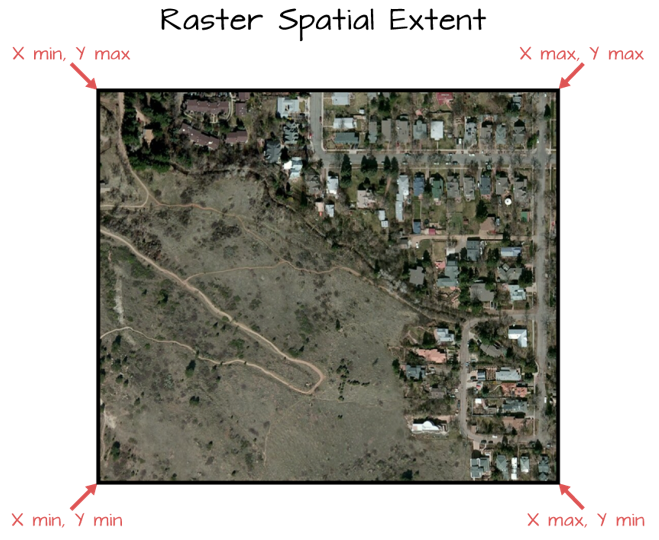 Raster Spatial Extent
X min, Y max
X max, Y max
X min, Y min
X max, Y min